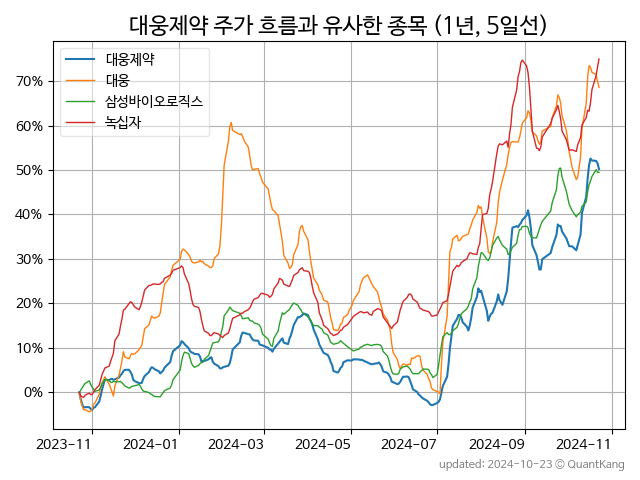 대웅제약 주가 흐름과 유사한 종목 (1년, 5일선)
대웅제약
대웅
삼성바이오로직스
녹십자
70%
60%
50%
40%
30%
20%
10%
0%
2023-11 2024-01 2024-03 2024-05 2024-07 2024-09 2024-11
updated: 2024-10-23 ⓒ QuantKang